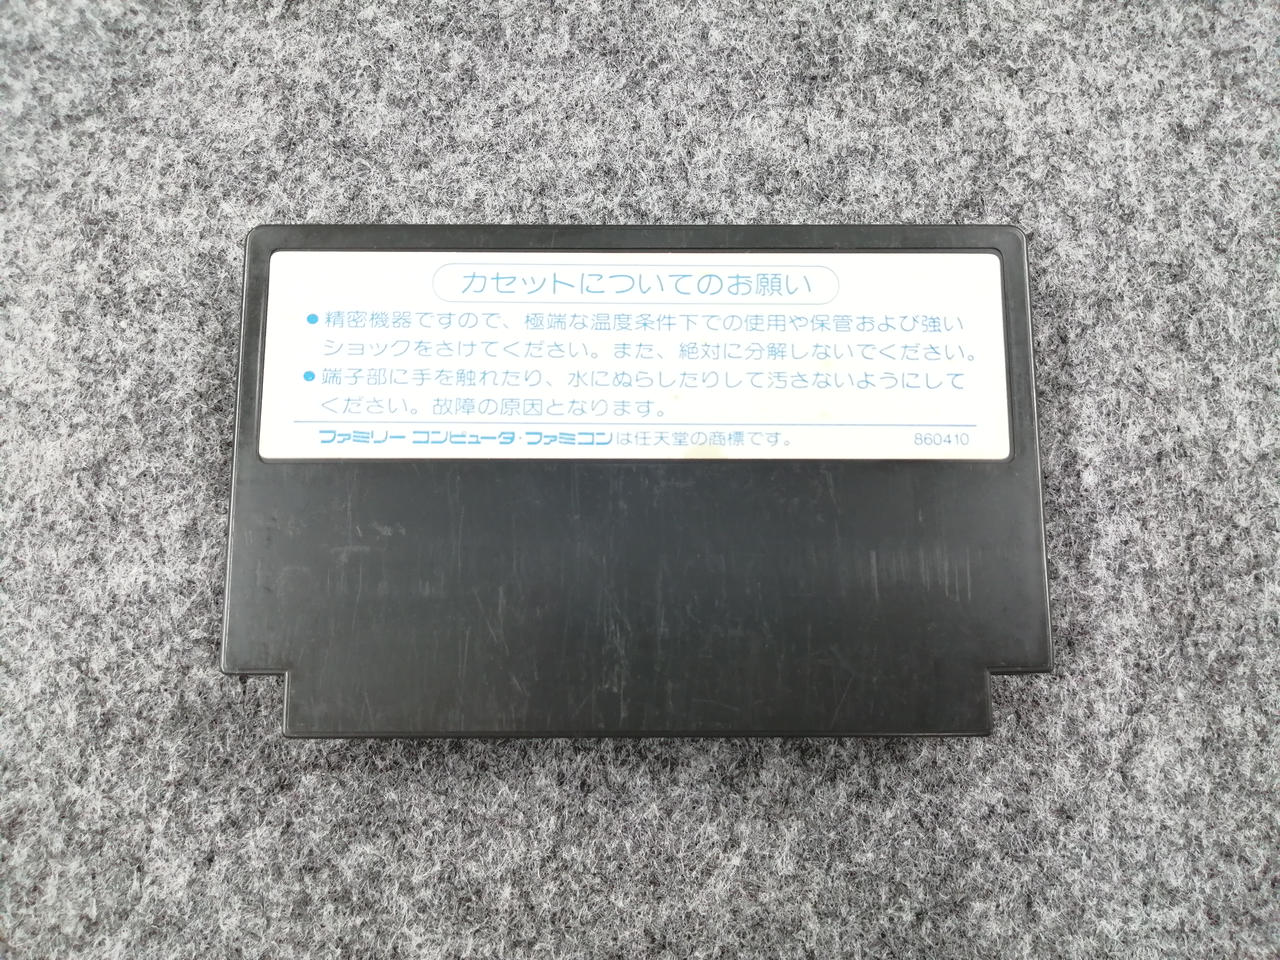 カセットについてのお願い
●精密機器ですので、極端な温度条件下での使用や保管および強い
ショックをさけてください。また、絶対に分解しないでください。
●端子部に手を触れたり、水にぬらしたりして汚さないようにして
ください。故障の原因となります。
ファミリー コンピュータ・ファミコンは任天堂の商標です。 860410